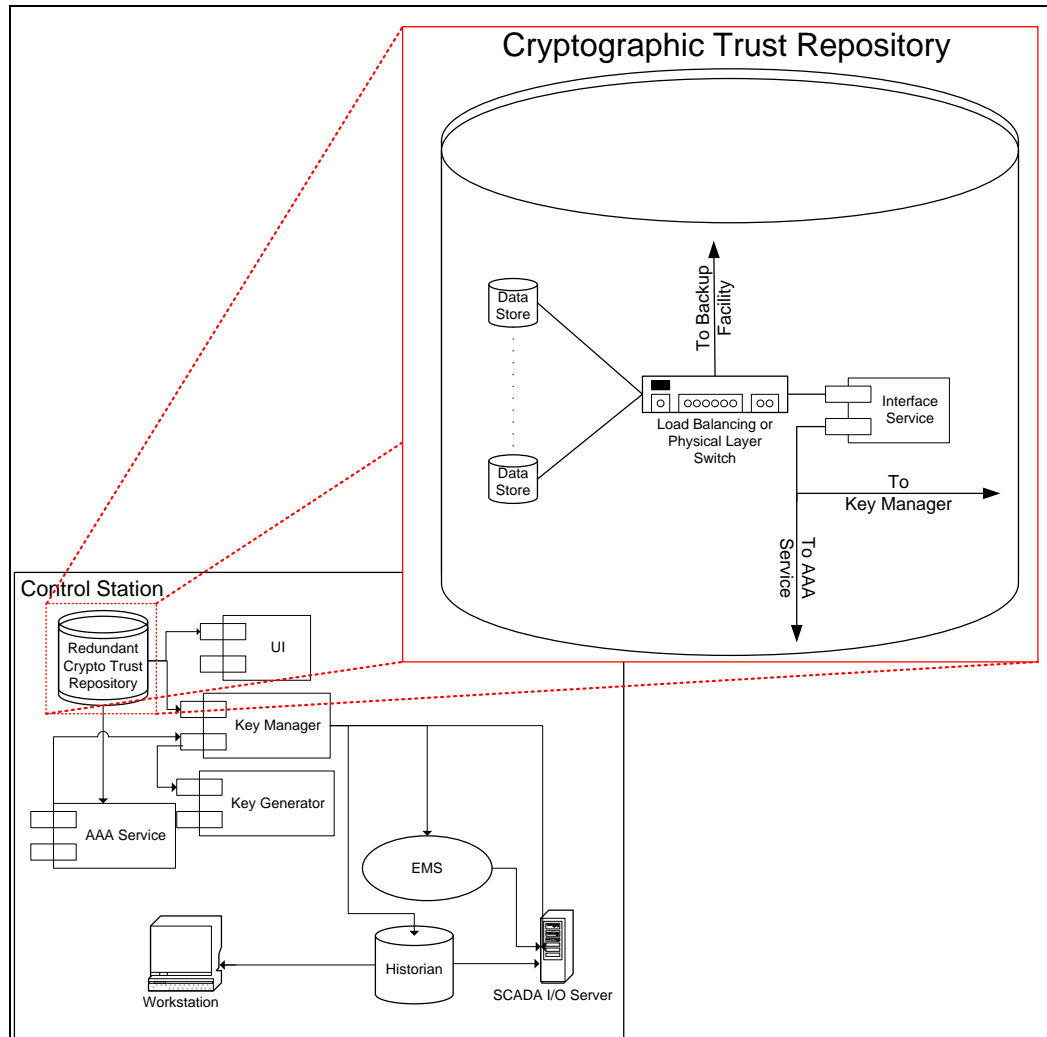 Cryptographic Trust Repository
Data
Store
To Backup
Facility
Load Balancing or
Physical Layer
Switch
Interface
Service
Data
Store
To
Key Manager
To AAA
Service
Control Station
Redundant
Crypto Trust
Repository
UI
Key Manager
Key Generator
AAA Service
EMS
Historian
Workstation
SCADA I/O Server